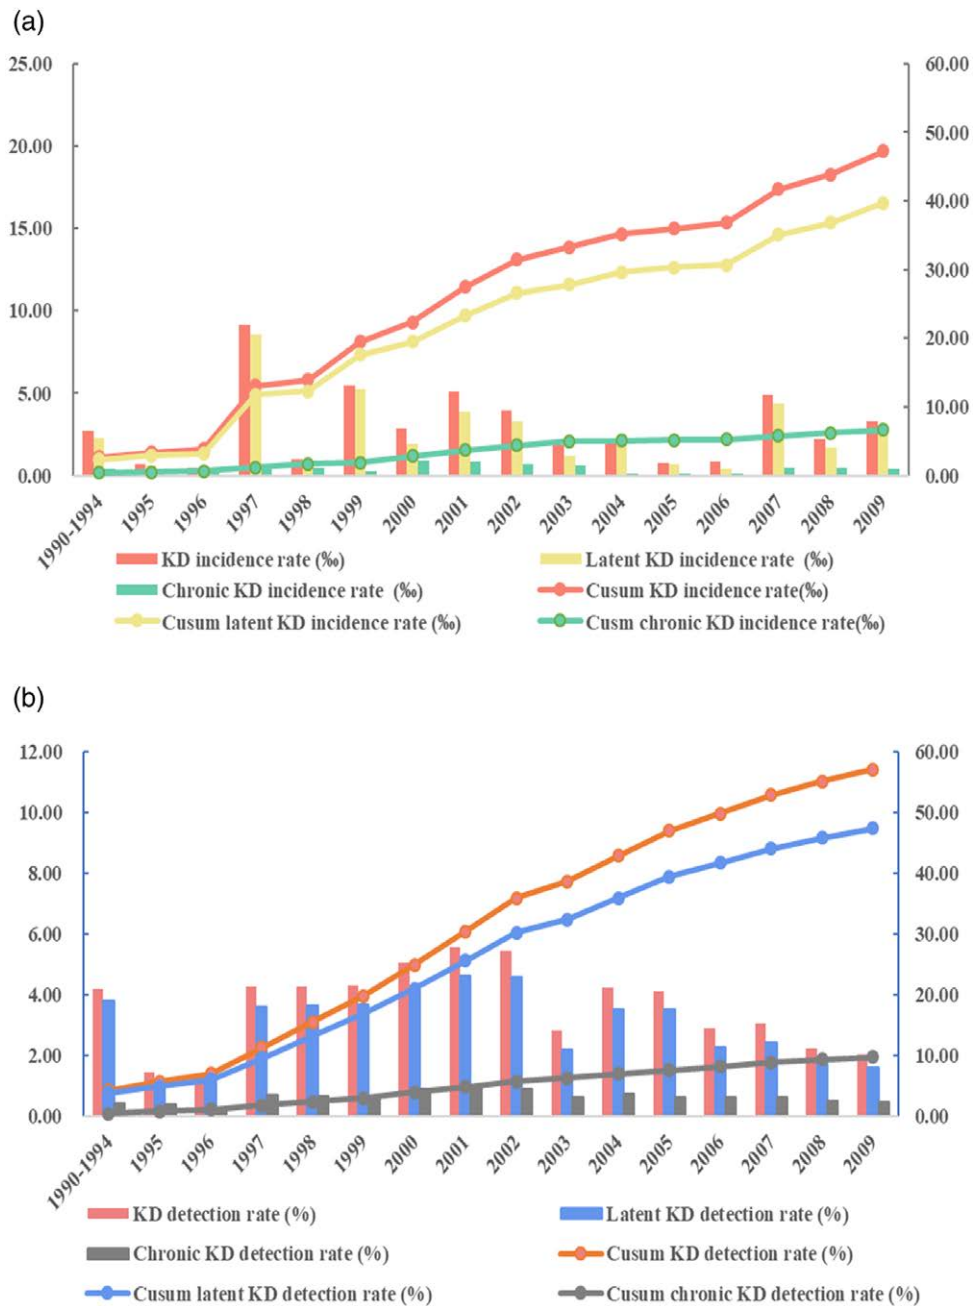 (a)
25.00 60.00
50.00
20.00
40.00
15.00
30.00
10.00
20.00
5.00
10.00
0.00 0.00
1990-1994 1995 1996 1997 1998 1999 2000 2001 2002 2003 2004 2005 2006 2007 2008 2009
KD incidence rate (‰) Latent KD incidence rate (‰)
Chronic KD incidence rate (‰) Cusum KD incidence rate(‰)
Cusum latent KD incidence rate (‰) Cusm chronic KD incidence rate(‰)
(b)
12.00 60.00
10.00 50.00
8.00 40.00
6.00 30.00
4.00 20.00
2.00 10.00
0.00 0.00
1990-1994 1995 1996 1997 1998 1999 2000 2001 2002 2003 2004 2005 2006 2007 2008 2009
KD detection rate (%) Latent KD detection rate (%)
Chronic KD detection rate (%) Cusum KD detection rate (%)
Cusum latent KD detection rate (%) Cusum chronic KD detection rate (%)